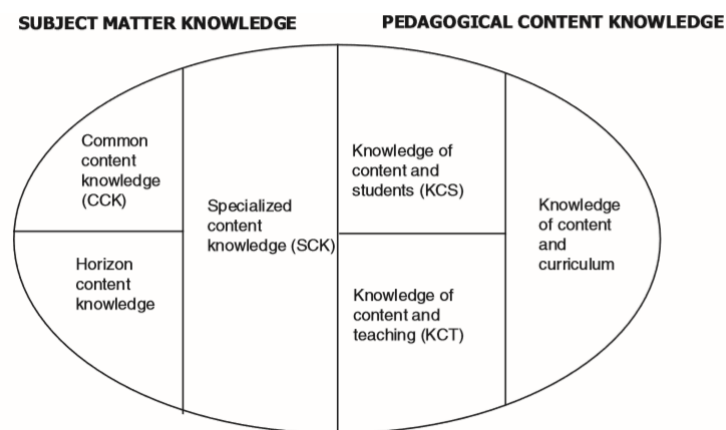 SUBJECT MATTER KNOWLEDGE
PEDAGOGICAL CONTENT KNOWLEDGE
Common
content
knowledge
(CCK)
Horizon
content
knowledge
Specialized
content
knowledge (SCK)
Knowledge of
content and
students (KCS)
Knowledge of
content and
teaching (KCT)
Knowledge
of content
and
curriculum